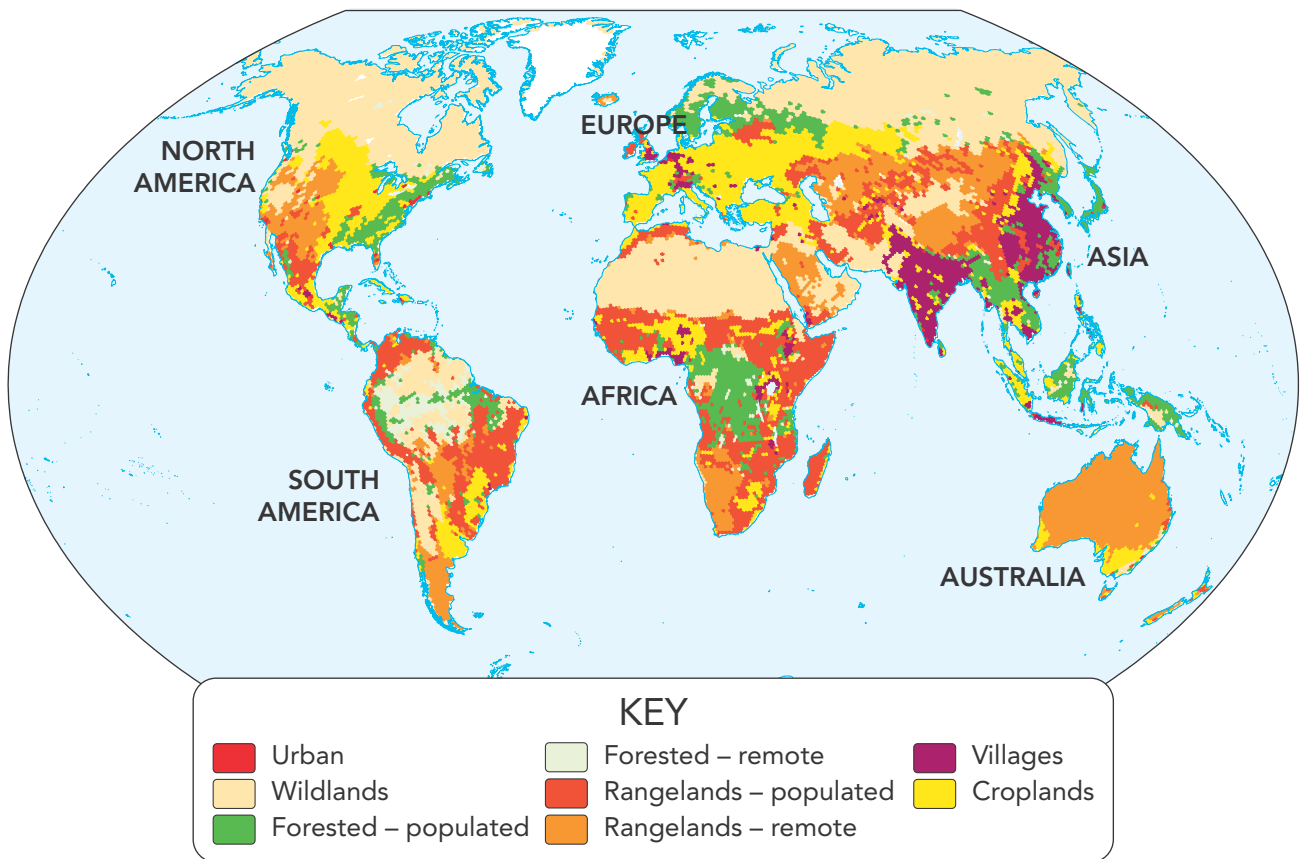 EUROPE
NORTH
AMERICA
ASIA
AFRICA
SOUTH
AMERICA
AUSTRALIA
KEY
Urban
Wildlands
Forested – populated
Forested – remote
Rangelands – populated
Rangelands – remote
Villages
Croplands